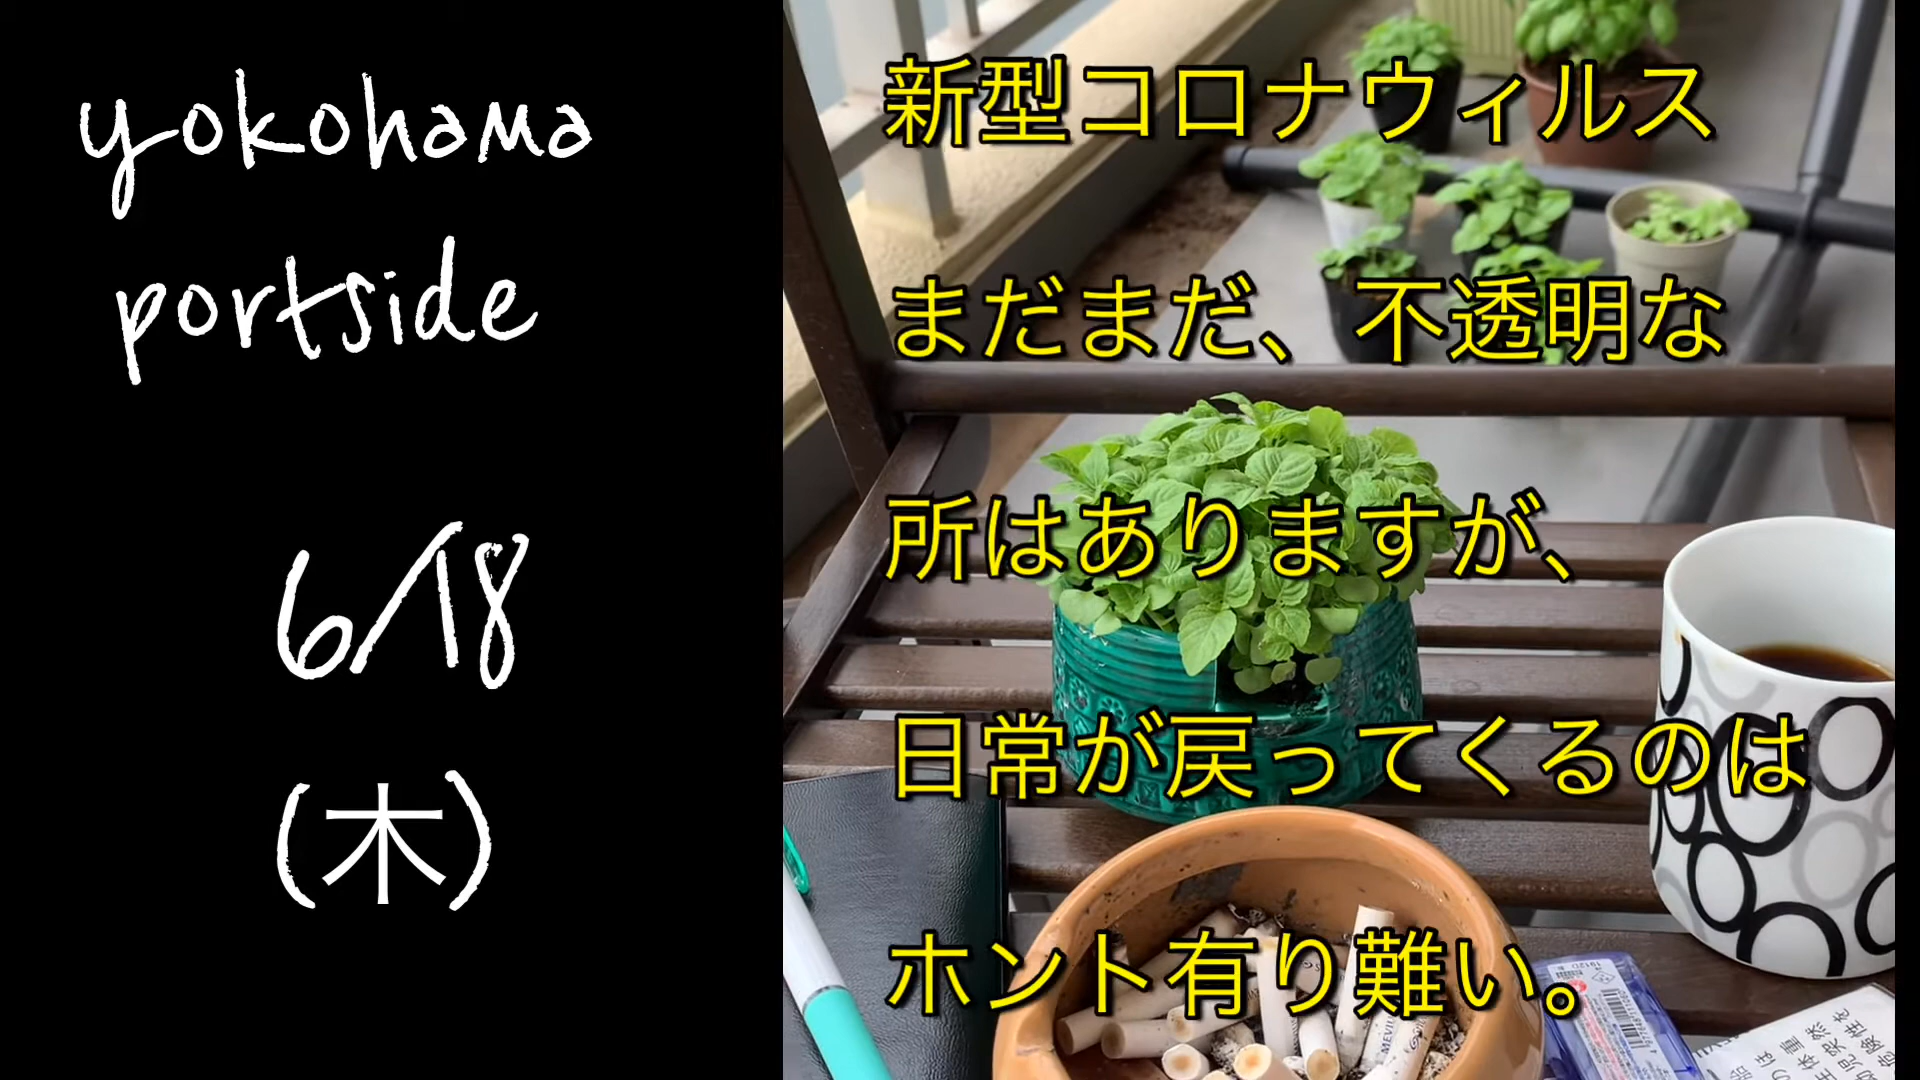 yokohama
portside
6/18
(木)
新型コロナウィルス
まだまだ、不透明な
所はありますが、
日常が戻ってくるのは
ホント有り難い。
MEVIU